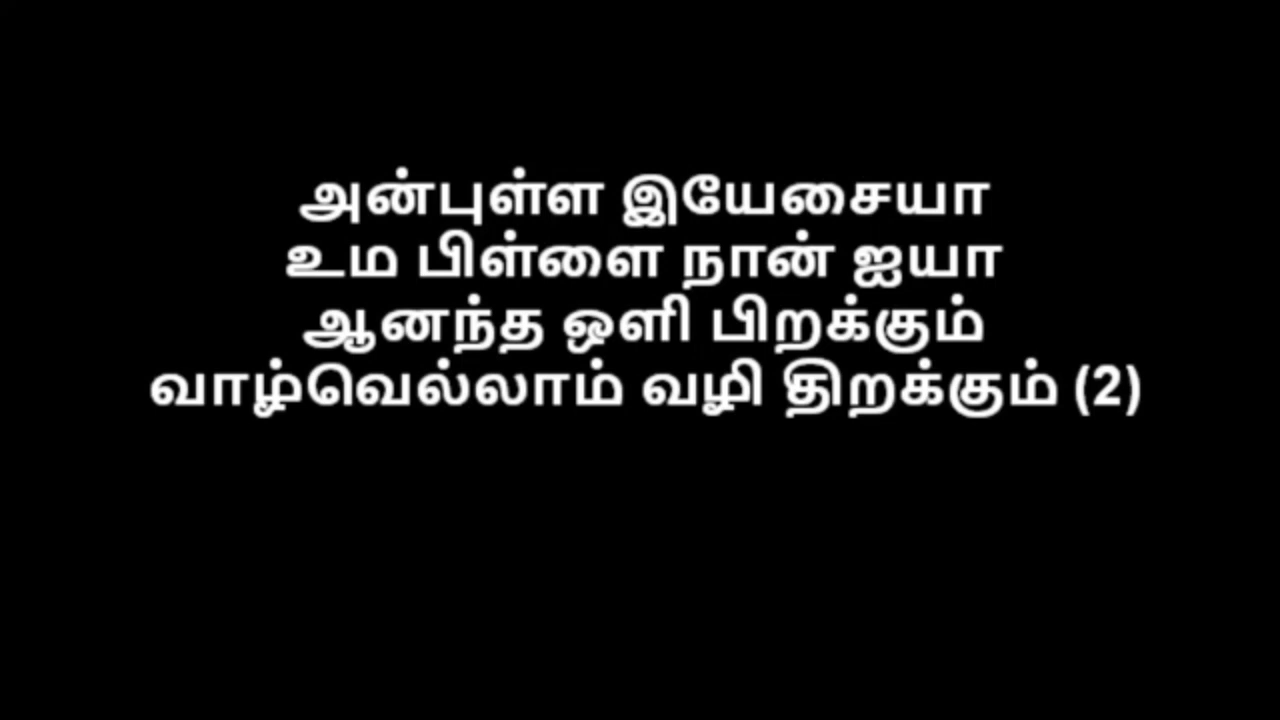 அன்புள்ள இயேசையா
உம பிள்ளை நான் ஐயா
ஆனந்த ஒளி பிறக்கும்
வாழ்வெல்லாம் வழி திறக்கும் (2)